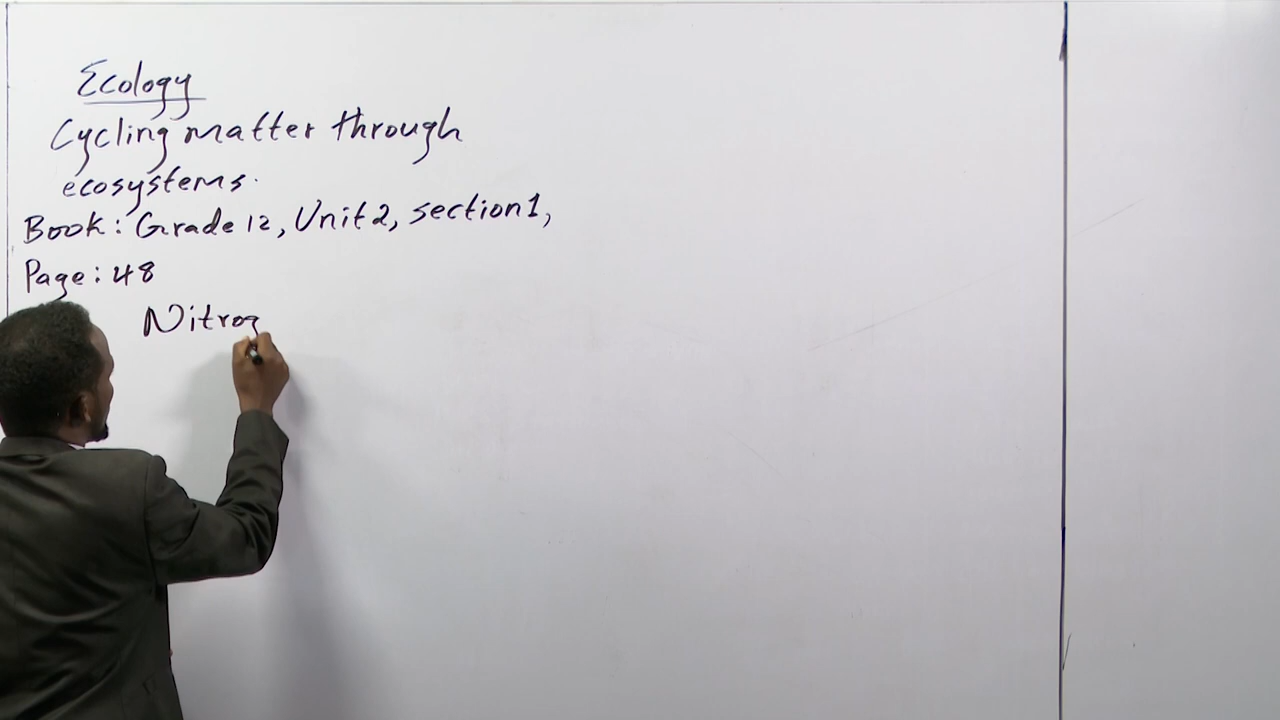 Ecology
Cycling matter through
ecosystems.
Book: Grade 12, Unit 2, section 1,
Page: 48
Nitrog